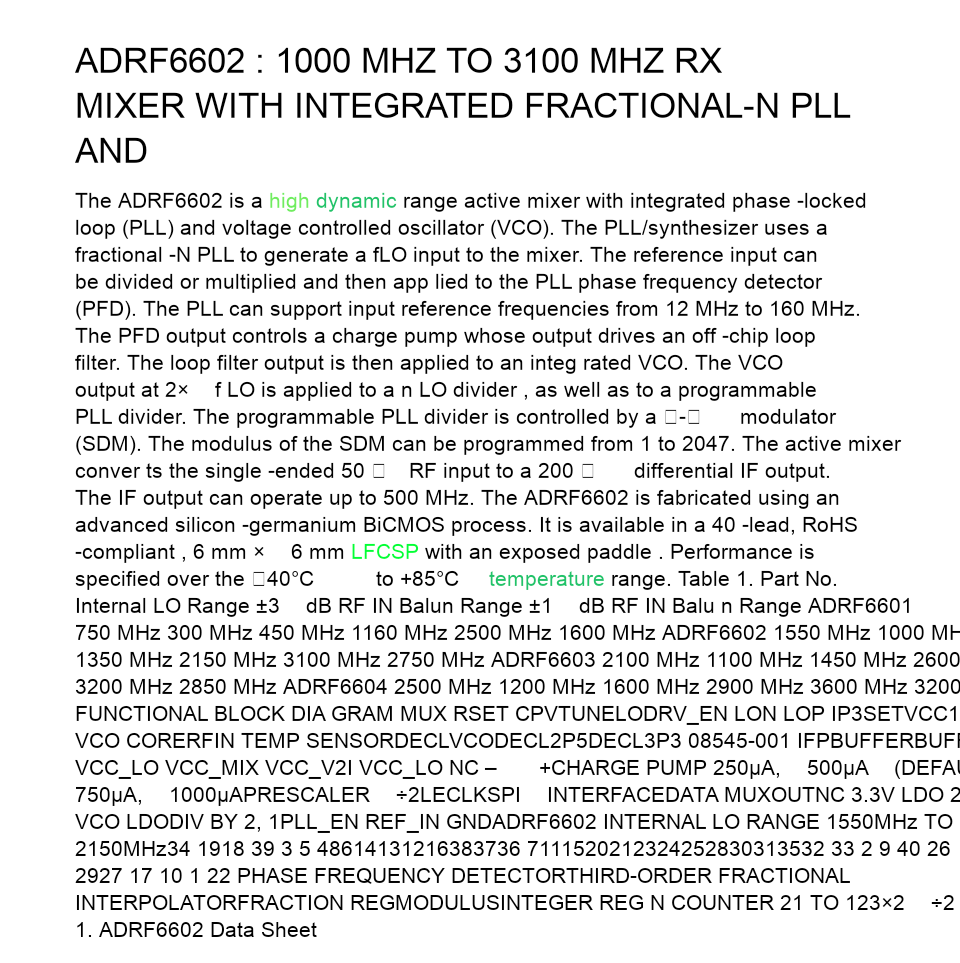 ADRF6602 : 1000 MHZ TO 3100 MHZ RX
MIXER WITH INTEGRATED FRACTIONAL-N PLL
AND
The ADRF6602 is a high dynamic range active mixer with integrated phase -locked
loop (PLL) and voltage controlled oscillator (VCO). The PLL/synthesizer uses a
fractional -N PLL to generate a fLO input to the mixer. The reference input can
be divided or multiplied and then app lied to the PLL phase frequency detector
(PFD). The PLL can support input reference frequencies from 12 MHz to 160 MHz.
The PFD output controls a charge pump whose output drives an off -chip loop
filter. The loop filter output is then applied to an integ rated VCO. The VCO
output at 2× f LO is applied to a n LO divider , as well as to a programmable
PLL divider. The programmable PLL divider is controlled by a □-□ modulator
(SDM). The modulus of the SDM can be programmed from 1 to 2047. The active mixer
conver ts the single -ended 50 □ RF input to a 200 □ differential IF output.
The IF output can operate up to 500 MHz. The ADRF6602 is fabricated using an
advanced silicon -germanium BiCMOS process. It is available in a 40 -lead, RoHS
-compliant , 6 mm × 6 mm LFCSP with an exposed paddle . Performance is
specified over the □40°C to +85°C temperature range. Table 1. Part No.
Internal LO Range ±3 dB RF IN Balun Range ±1 dB RF IN Balu n Range ADRF6601
750 MHz 300 MHz 450 MHz 1160 MHz 2500 MHz 1600 MHz ADRF6602 1550 MHz 1000 MH
1350 MHz 2150 MHz 3100 MHz 2750 MHz ADRF6603 2100 MHz 1100 MHz 1450 MHz 2600
3200 MHz 2850 MHz ADRF6604 2500 MHz 1200 MHz 1600 MHz 2900 MHz 3600 MHz 3200
FUNCTIONAL BLOCK DIA GRAM MUX RSET CPVTUNELODRV_EN LON LOP IP3SETVCC1
VCO CORERFIN TEMP SENSORDECLVCODECL2P5DECL3P3 08545-001 IFPBUFFERBUFF
VCC_LO VCC_MIX VCC_V2I VCC_LO NC – +CHARGE PUMP 250µA, 500µA (DEFAU
750µA, 1000µAPRESCALER ÷2LECLKSPI INTERFACEDATA MUXOUTNC 3.3V LDO 2
VCO LDODIV BY 2, 1PLL_EN REF_IN GNDADRF6602 INTERNAL LO RANGE 1550MHz TO
2150MHz34 1918 39 3 5 48614131216383736 7111520212324252830313532 33 2 9 40 26
2927 17 10 1 22 PHASE FREQUENCY DETECTORTHIRD-ORDER FRACTIONAL
INTERPOLATORFRACTION REGMODULUSINTEGER REG N COUNTER 21 TO 123×2 ÷2
1. ADRF6602 Data Sheet